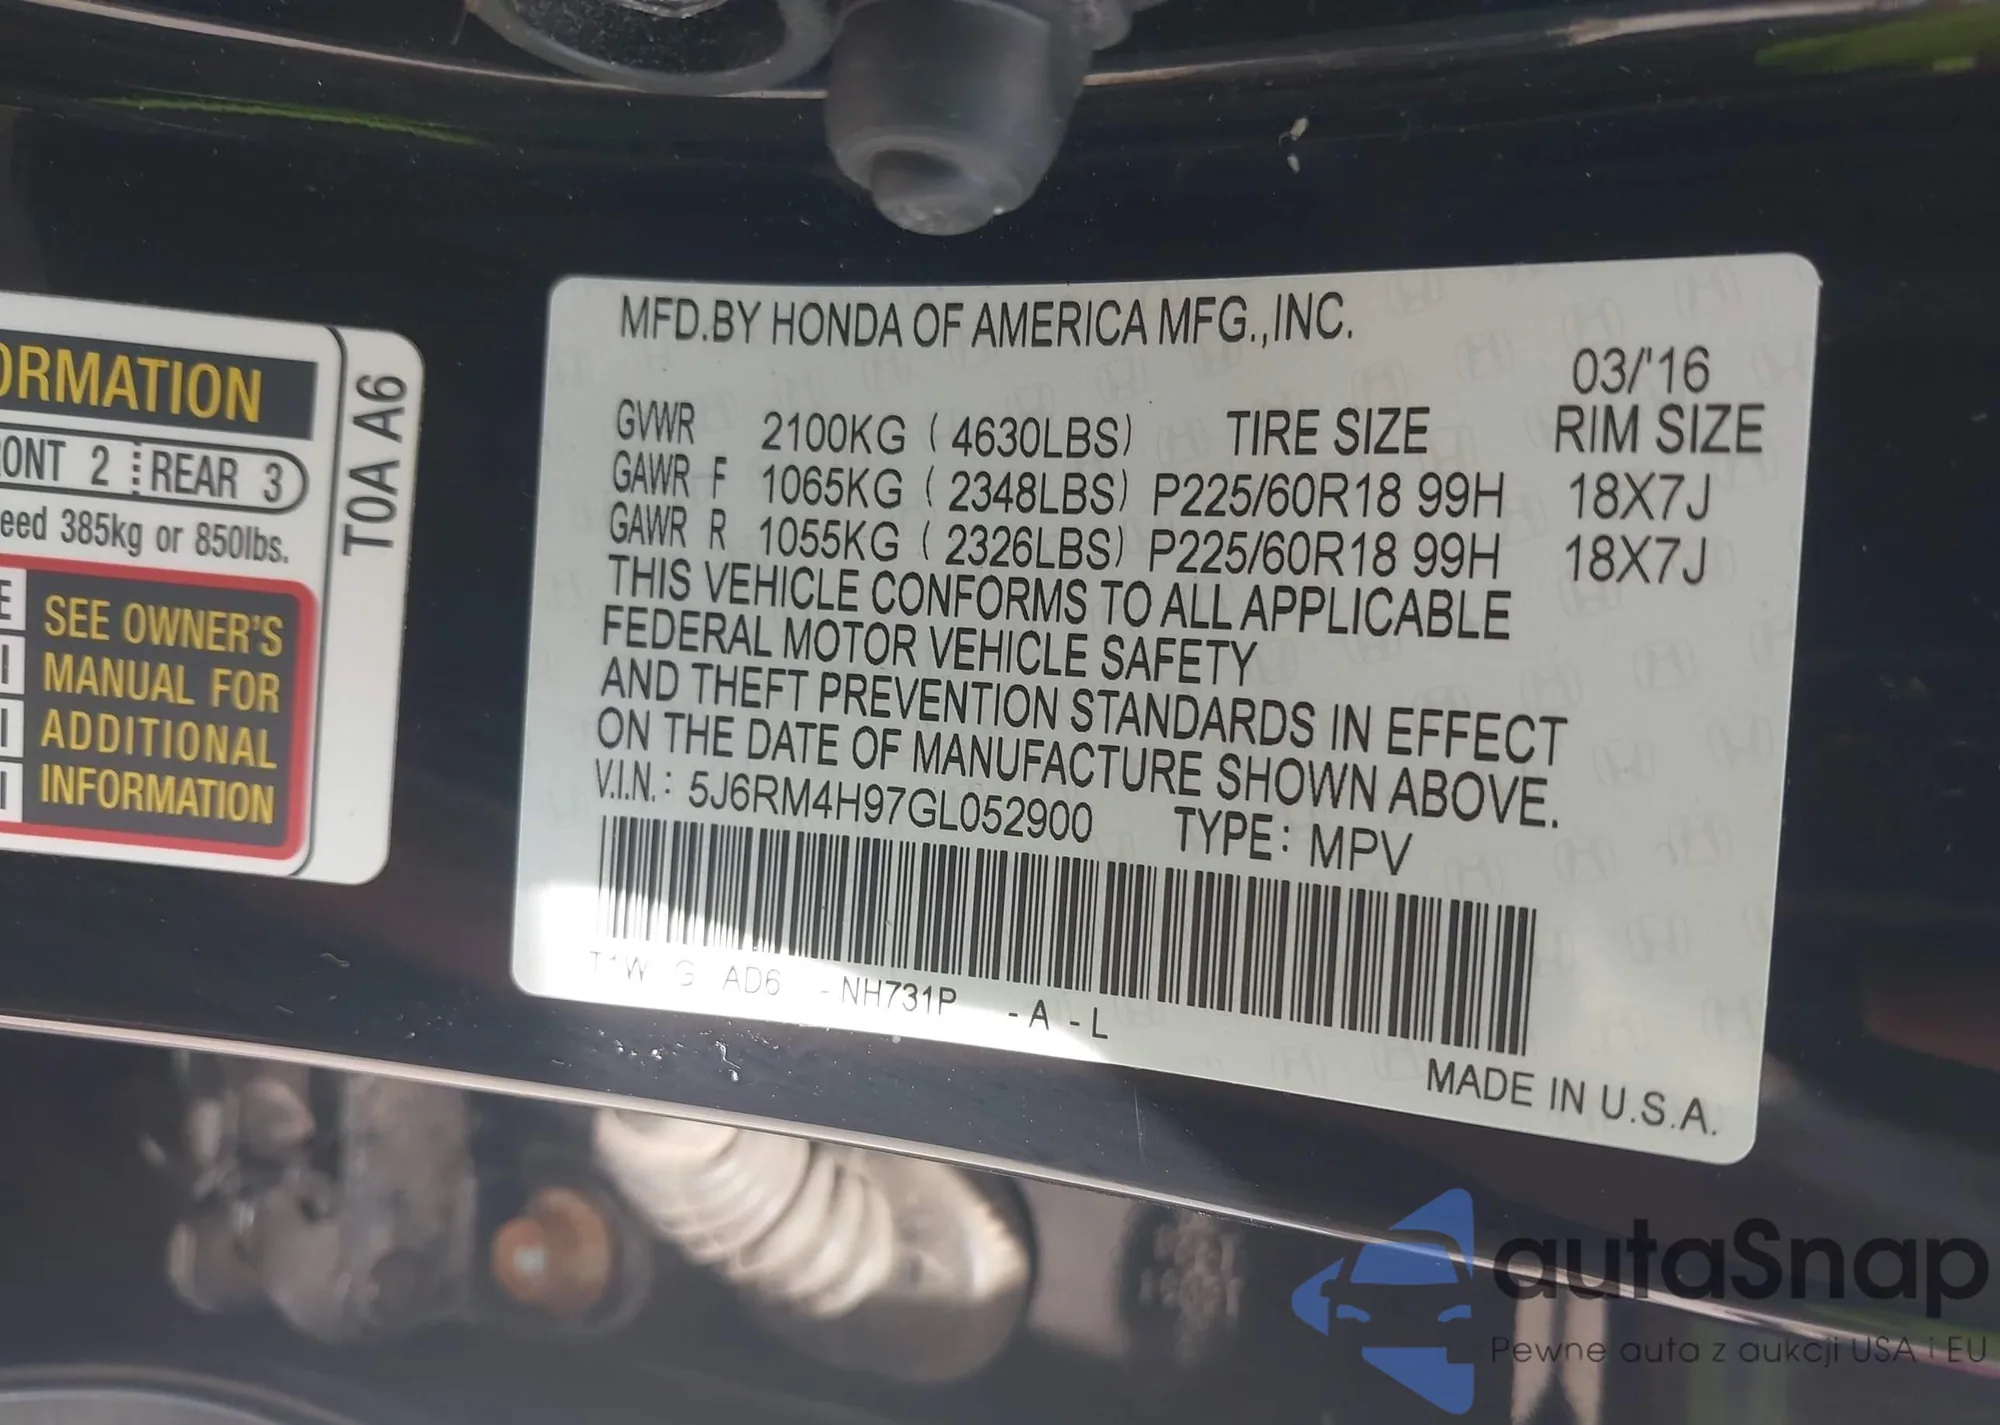 ORMATION
ONT 2 REAR 3
eed 385kg or 850lbs.
SEE OWNER'S
MANUAL FOR
ADDITIONAL
INFORMATION
T0A A6
MFD.BY HONDA OF AMERICA MFG.,INC.
03/'16
GVWR 2100KG ( 4630LBS) TIRE SIZE RIM SIZE
GAWR F 1065KG ( 2348LBS) P225/60R18 99H 18X7J
GAWR R 1055KG ( 2326LBS) P225/60R18 99H 18X7J
THIS VEHICLE CONFORMS TO ALL APPLICABLE
FEDERAL MOTOR VEHICLE SAFETY
AND THEFT PREVENTION STANDARDS IN EFFECT
ON THE DATE OF MANUFACTURE SHOWN ABOVE.
V.I.N.: 5J6RM4H97GL052900 TYPE: MPV
AD6 - NH731P - A - L
MADE IN U.S.A.
autaSnap
Pewne auta z aukcji USA i EU